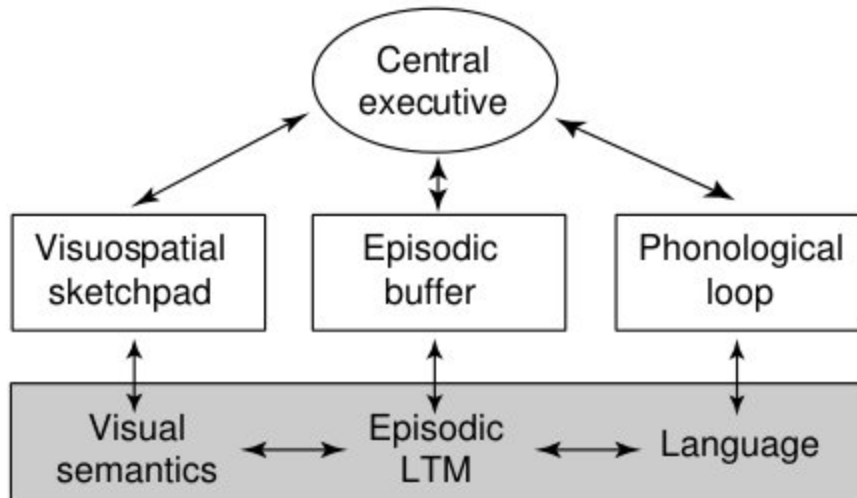 Central
executive
Visuospatial
sketchpad
Episodic
buffer
Phonological
loop
Visual
semantics
Episodic
LTM
Language